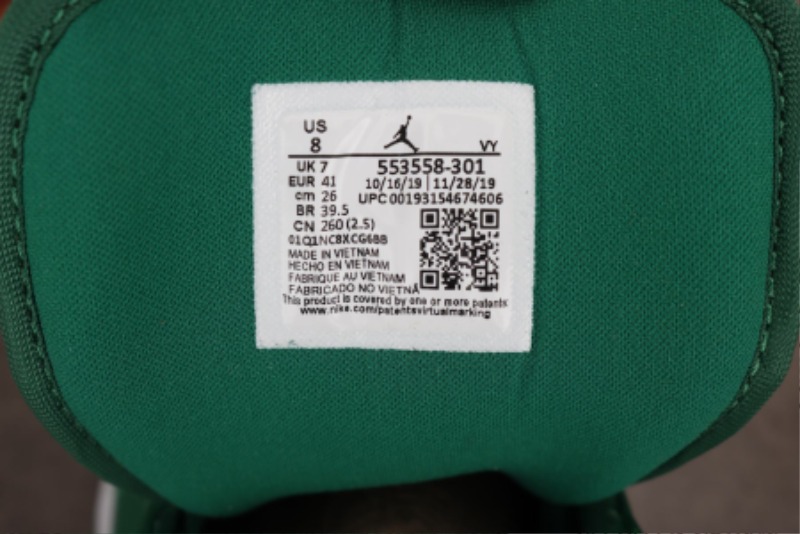 US
8
VY
UK 7
553558-301
EUR 41
10/16/19 | 11/28/19
cm 26
UPC 00193154674606
BR 39.5
CN 260 (2.5)
01Q1NC8XCG6BB
MADE IN VIETNAM
HECHO EN VIETNAM
FABRIQUE AU VIETNAM
FABRICADO NO VIETNA
This product is covered by one or more patents
www.nike.com/patentsvirtualmarking